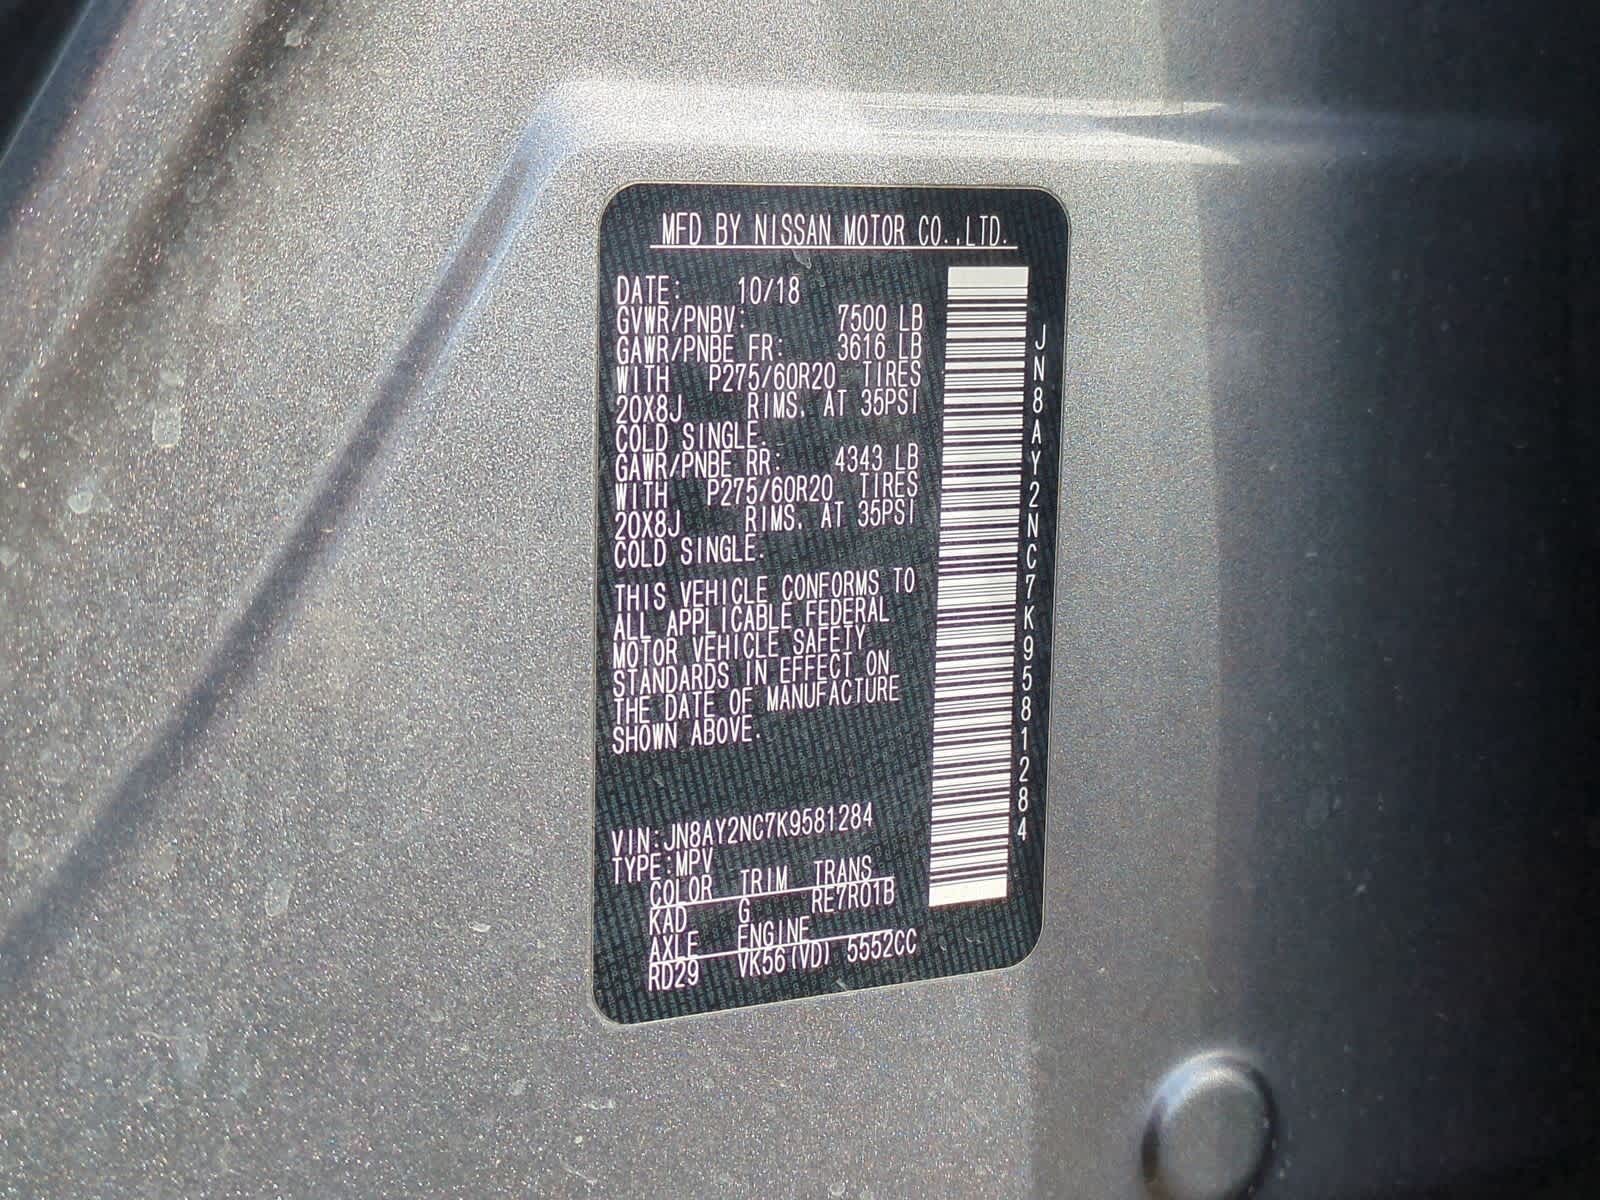 MFD BY NISSAN MOTOR CO.,LTD.
DATE: 10/18
GVWR/PNBV: 7500 LB
GAWR/PNBE FR: 3616 LB
WITH P275/60R20 TIRES
20X8J RIMS, AT 35PSI
COLD SINGLE.
GAWR/PNBE RR: 4343 LB
WITH P275/60R20 TIRES
20X8J RIMS, AT 35PSI
COLD SINGLE.
THIS VEHICLE CONFORMS TO
ALL APPLICABLE FEDERAL
MOTOR VEHICLE SAFETY
STANDARDS IN EFFECT ON
THE DATE OF MANUFACTURE
SHOWN ABOVE.
VIN:JN8AY2NC7K9581284
TYPE:MPV
COLOR TRIM TRANS
KAD G RE7R01B
AXLE ENGINE
RD29 VK56(VD) 5552CC
JN8AY2NC7K9581284